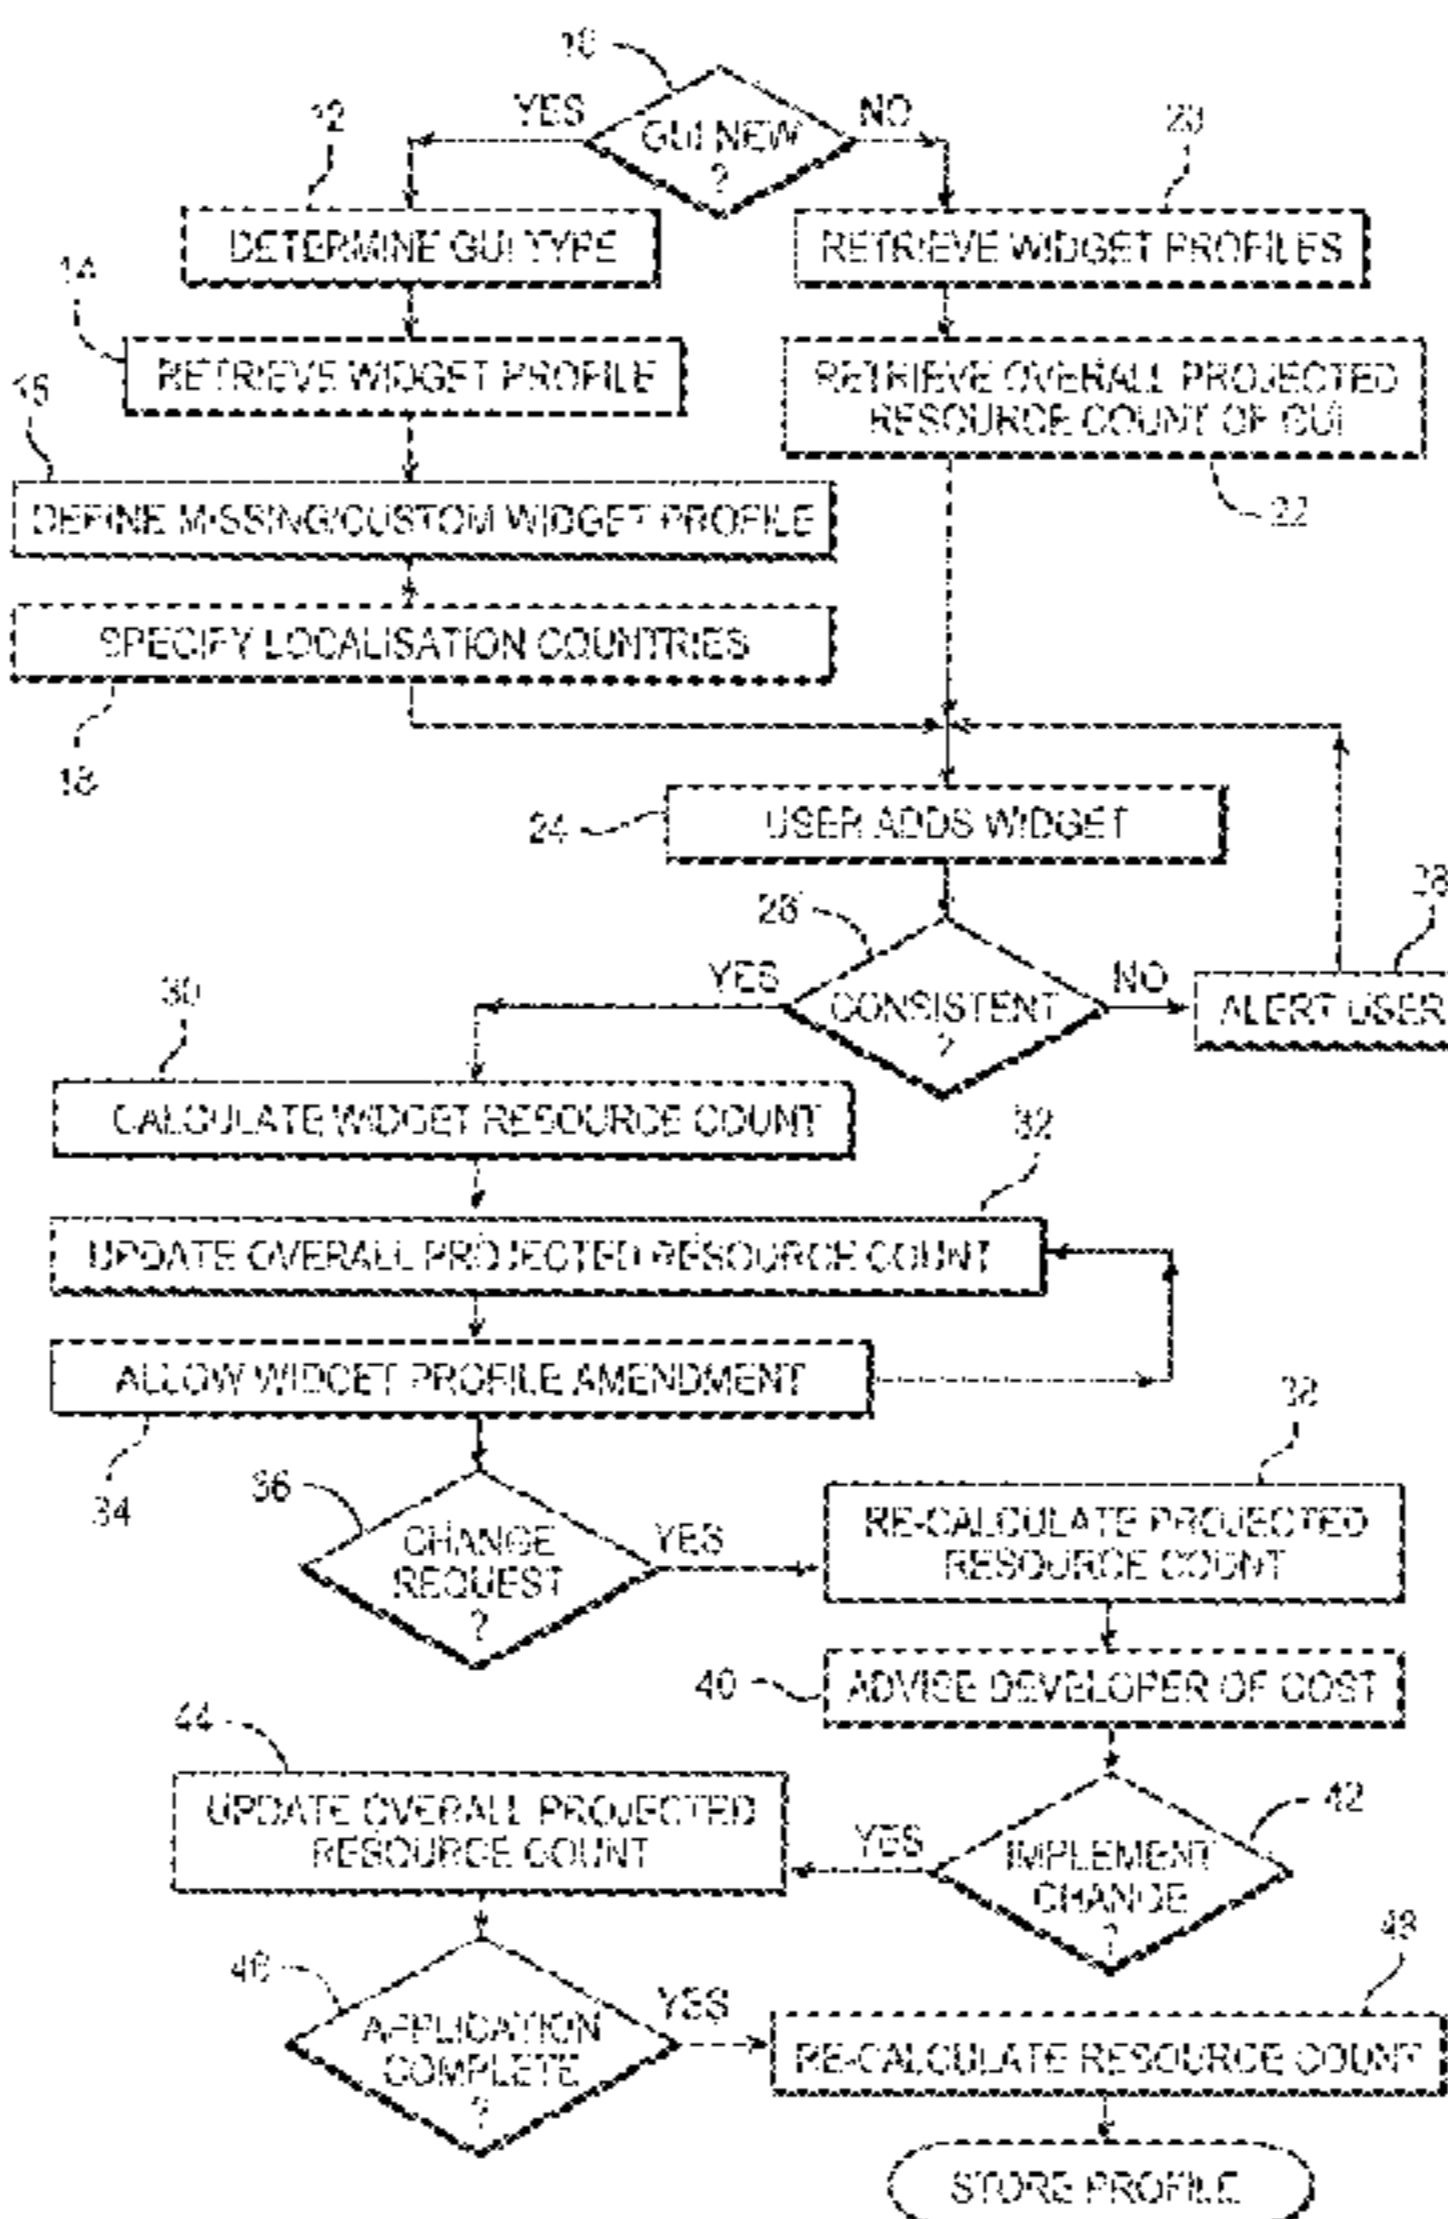 10
YES
GUI NEW
?
NO
12
20
DETERMINE GUI TYPE
RETRIEVE WIDGET PROFILES
14
RETRIEVE WIDGET PROFILE
RETRIEVE OVERALL PROJECTED
RESOURCE COUNT OF GUI
16
22
DEFINE MISSING/CUSTOM WIDGET PROFILE
SPECIFY LOCALISATION COUNTRIES
18
24
USER ADDS WIDGET
26
28
YES
CONSISTENT
?
NO
ALERT USER
30
CALCULATE WIDGET RESOURCE COUNT
32
UPDATE OVERALL PROJECTED RESOURCE COUNT
ALLOW WIDGET PROFILE AMENDMENT
34
36
CHANGE
REQUEST
?
YES
38
RE-CALCULATE PROJECTED
RESOURCE COUNT
40
ADVISE DEVELOPER OF COST
44
UPDATE OVERALL PROJECTED
RESOURCE COUNT
YES
42
IMPLEMENT
CHANGE
?
46
APPLICATION
COMPLETE
?
YES
48
RE-CALCULATE RESOURCE COUNT
STORE PROFILE